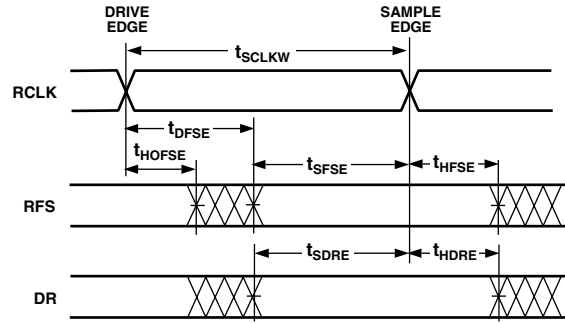 DRIVE
EDGE
SAMPLE
EDGE
tSCLKW
RCLK
tDFSE
tHOFSE
tSFSE
tHFSE
RFS
tSDRE
tHDRE
DR